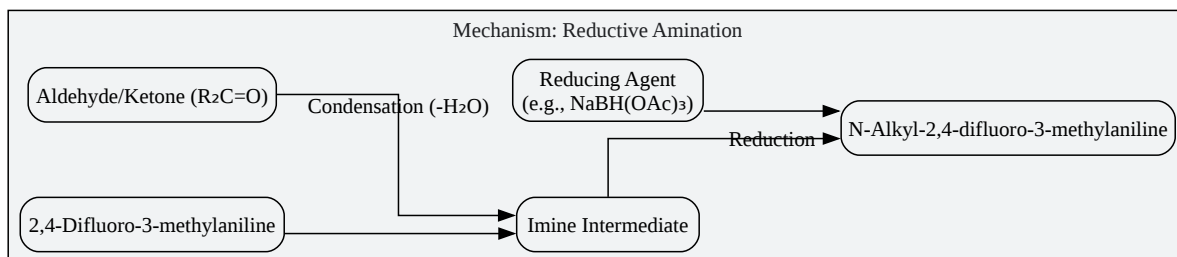 Mechanism: Reductive Amination
Aldehyde/Ketone (R₂C=O)
Condensation (-H₂O)
Reducing Agent
(e.g., NaBH(OAc)₃)
N-Alkyl-2,4-difluoro-3-methylaniline
Reduction
2,4-Difluoro-3-methylaniline
Imine Intermediate